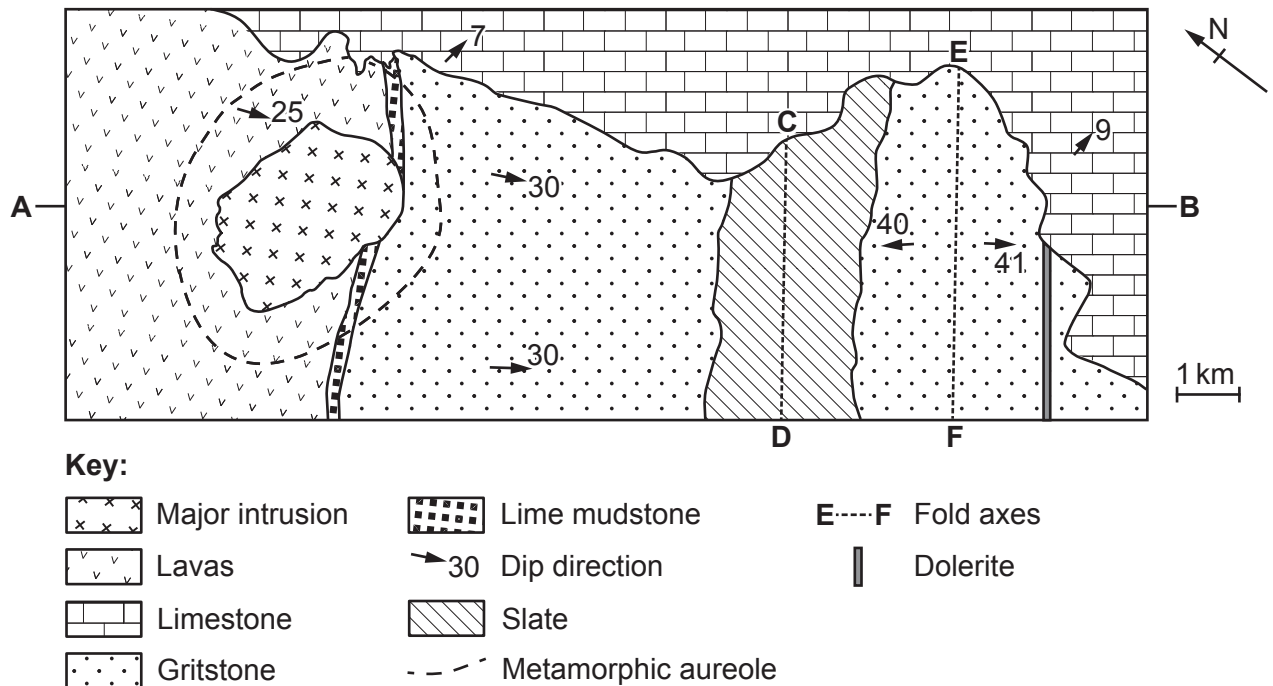 N
7
E
25
C
9
30
A
B
40
41
30
1 km
D
F
Key:
Major intrusion
Lime mudstone
E F Fold axes
Lavas
30 Dip direction
Dolerite
Limestone
Slate
Gritstone
Metamorphic aureole